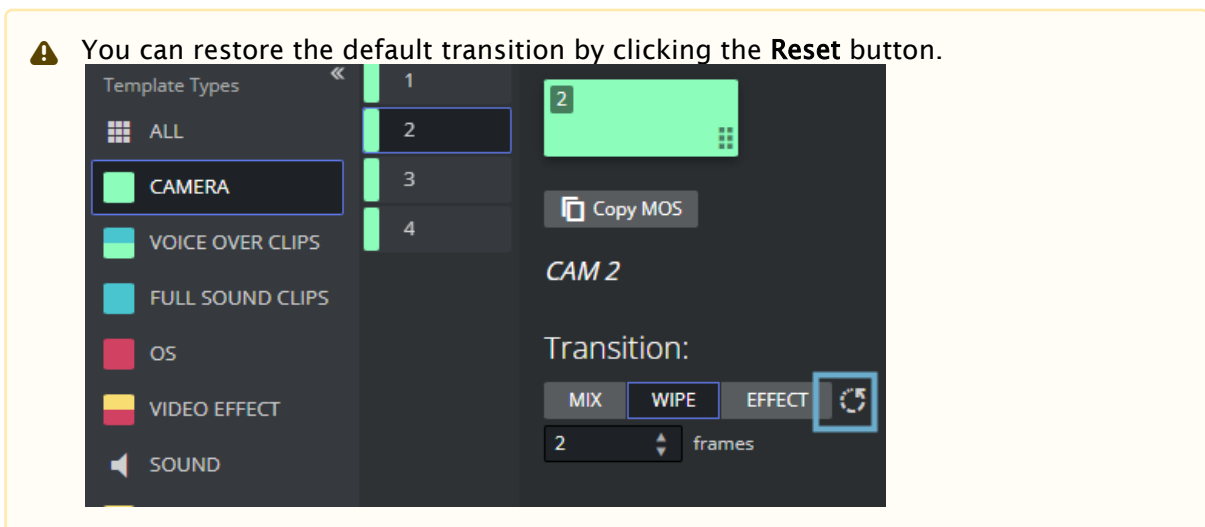 You can restore the default transition by clicking the Reset button.
Template Types
«
ALL
CAMERA
VOICE OVER CLIPS
FULL SOUND CLIPS
OS
VIDEO EFFECT
SOUND
1
2
3
4
2
Copy MOS
CAM 2
Transition:
MIX WIPE EFFECT
2 frames